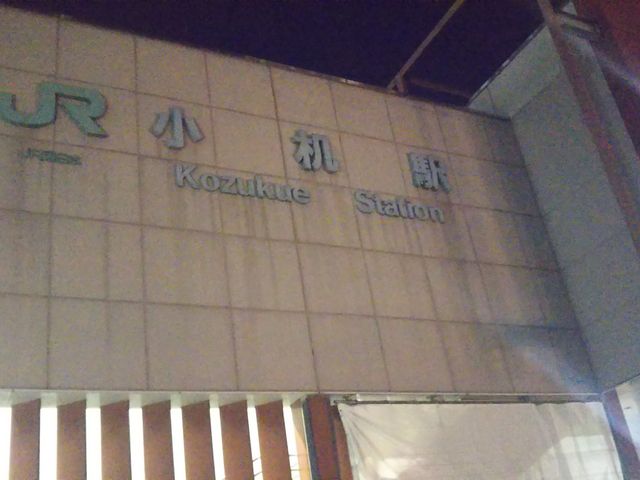 JR 小机駅
Kozukue Station